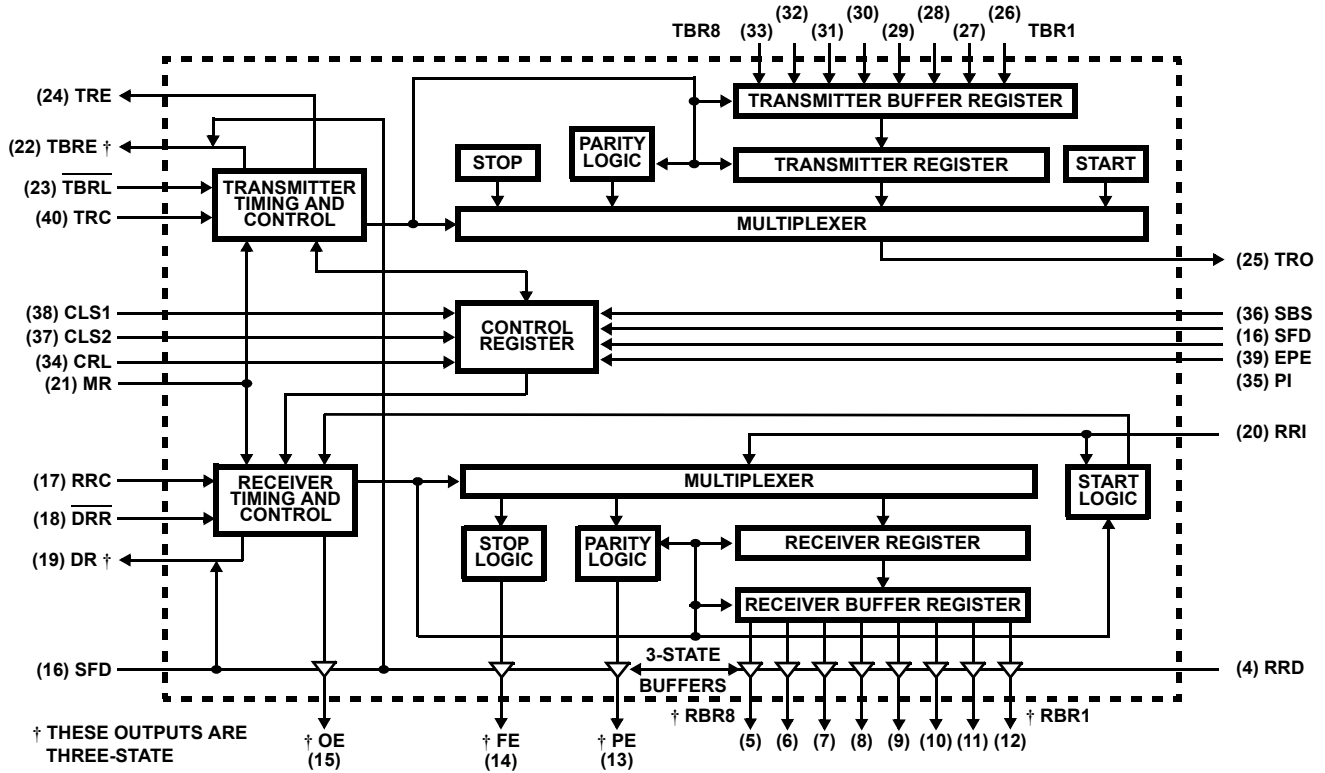 (32) (30) (28) (26)
TBR8 (33) (31) (29) (27) TBR1
(24) TRE
TRANSMITTER BUFFER REGISTER
(22) TBRE †
STOP
PARITY
LOGIC
TRANSMITTER REGISTER
START
(23) TBRL
(40) TRC
TRANSMITTER
TIMING AND
CONTROL
MULTIPLEXER
(25) TRO
(38) CLS1
(37) CLS2
(34) CRL
(21) MR
CONTROL
REGISTER
(36) SBS
(16) SFD
(39) EPE
(35) PI
(20) RRI
(17) RRC
(18) DRR
(19) DR †
RECEIVER
TIMING AND
CONTROL
MULTIPLEXER
START
LOGIC
STOP
LOGIC
PARITY
LOGIC
RECEIVER REGISTER
RECEIVER BUFFER REGISTER
(16) SFD
3-STATE
BUFFERS
(4) RRD
† THESE OUTPUTS ARE
THREE-STATE
† OE
(15)
† FE
(14)
† PE
(13)
† RBR8
† RBR1
(5) (6) (7) (8) (9) (10) (11) (12)